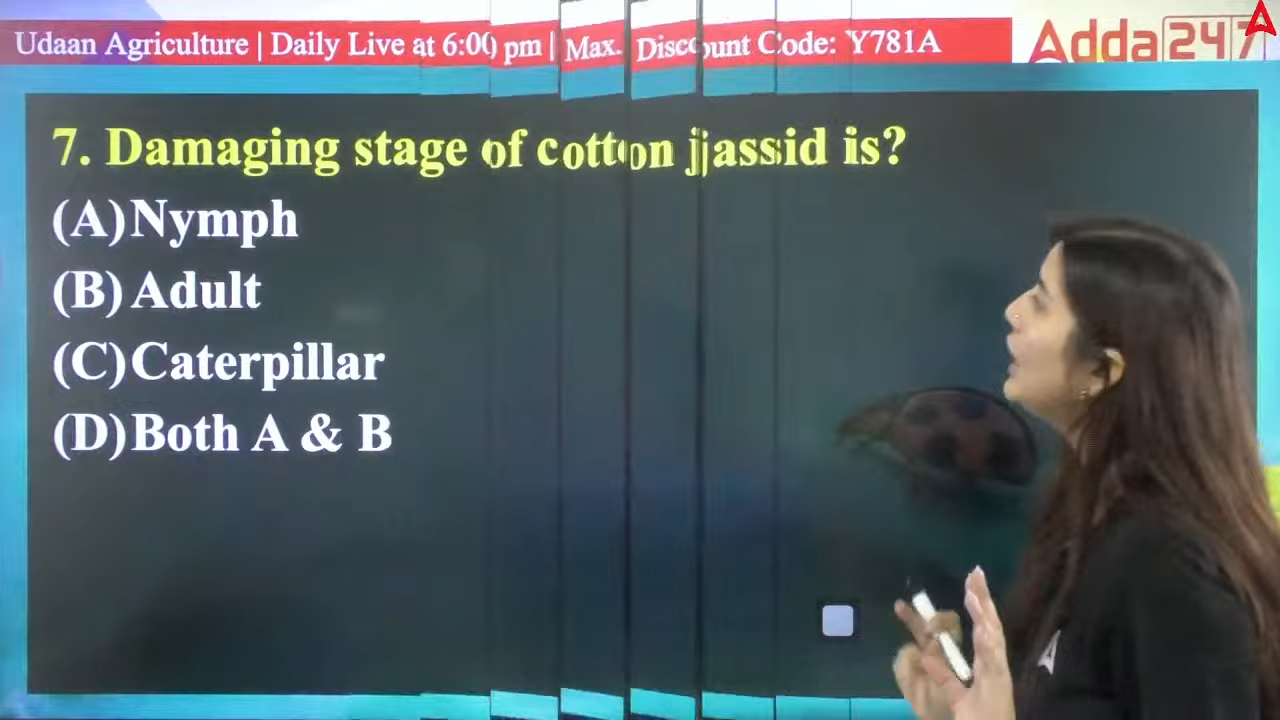 Udaan Agriculture | Daily Live at 6:00 pm | Max. Discount Code: Y781A
Adda247
7. Damaging stage of cotton jassid is?
(A) Nymph
(B) Adult
(C) Caterpillar
(D) Both A & B